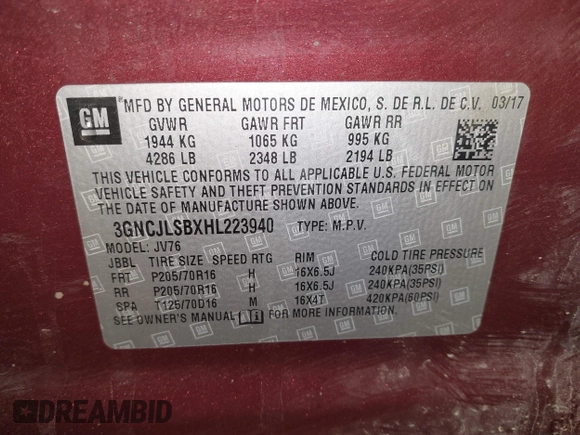 GM
MFD BY GENERAL MOTORS DE MEXICO, S. DE R.L. DE C.V. 03/17
GVWR GAWR FRT GAWR RR
1944 KG 1065 KG 995 KG
4286 LB 2348 LB 2194 LB
THIS VEHICLE CONFORMS TO ALL APPLICABLE U.S. FEDERAL MOTOR
VEHICLE SAFETY AND THEFT PREVENTION STANDARDS IN EFFECT ON
THE DATE OF MANUFACTURE SHOWN ABOVE.
3GNCJLSBXHL223940 TYPE: M.P.V.
MODEL: JV76
JBBL TIRE SIZE SPEED RTG RIM COLD TIRE PRESSURE
FRT P205/70R16 H 16X6.5J 240KPA(35PSI)
RR P205/70R16 H 16X6.5J 240KPA(35PSI)
SPA T125/70D16 M 16X4T 420KPA(60PSI)
SEE OWNER'S MANUAL FOR MORE INFORMATION.
DREAMBID